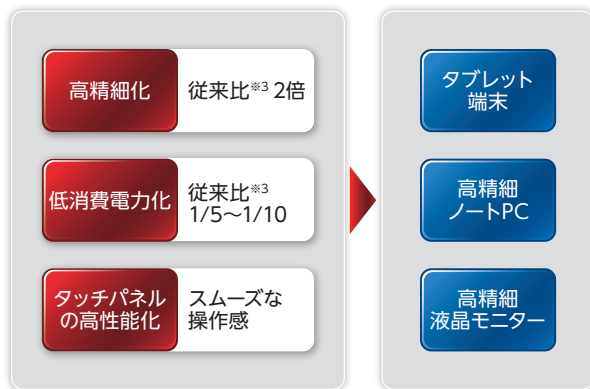 高精細化
従来比※3 2倍
低消費電力化
従来比※3
1/5〜1/10
タッチパネル
の高性能化
スムーズな
操作感
タブレット
端末
高精細
ノートPC
高精細
液晶モニター